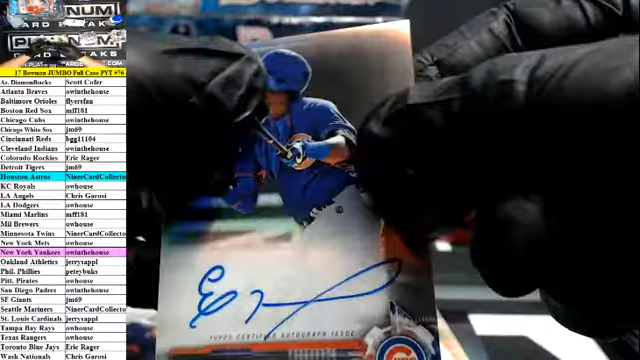 17 Bowman JUMBO Full Case PYT #76
Az. Diamondbacks Scott Cofer
Atlanta Braves owinthehouse
Baltimore Orioles flyersfan
Boston Red Sox mff181
Chicago Cubs owinthehouse
Chicago White Sox jm69
Cincinnati Reds bgg11104
Cleveland Indians owinthehouse
Colorado Rockies Eric Rager
Detroit Tigers jm69
Houston Astros NinerCardCollecto
KC Royals owhouse
LA Angels Chris Garosi
LA Dodgers owhouse
Miami Marlins mff181
Mil Brewers owhouse
Minnesota Twins NinerCardCollecto
New York Mets owhouse
New York Yankees owinthehouse
Oakland Athletics jerrysappl
Phil. Phillies peteybuks
Pitt. Pirates owhouse
San Diego Padres owinthehouse
SF Giants jm69
Seattle Mariners NinerCardCollecto
St. Louis Cardinals jerrysappl
Tampa Bay Rays owhouse
Texas Rangers owhouse
Toronto Blue Jays Eric Rager
Wash Nationals Chris Garosi
TOPPS CERTIFIED AUTOGRAPH ISSUE
CUBS